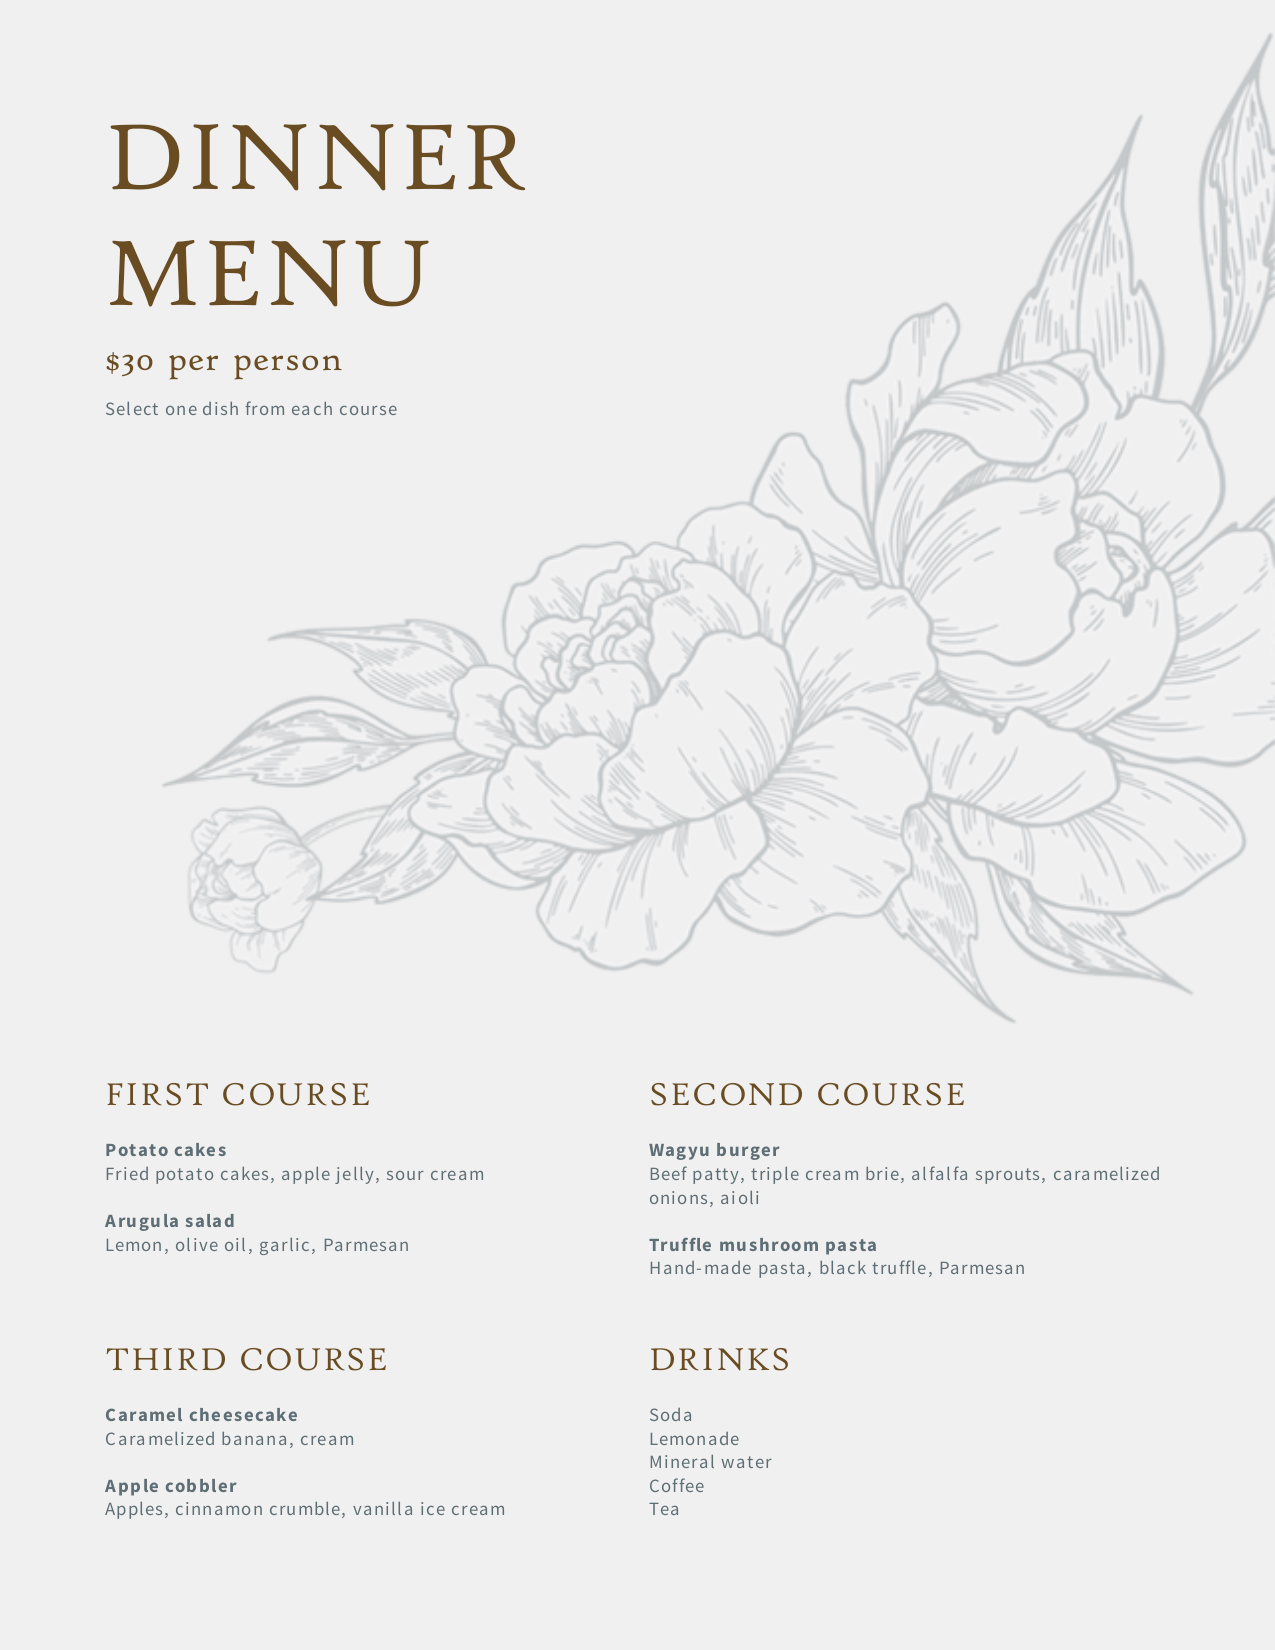 DINNER
MENU
$30 per person
Select one dish from each course
FIRST COURSE
Potato cakes
Fried potato cakes, apple jelly, sour cream
Arugula salad
Lemon, olive oil, garlic, Parmesan
SECOND COURSE
Wagyu burger
Beef patty, triple cream brie, alfalfa sprouts, caramelized
onions, aioli
Truffle mushroom pasta
Hand-made pasta, black truffle, Parmesan
THIRD COURSE
Caramel cheesecake
Caramelized banana, cream
Apple cobbler
Apples, cinnamon crumble, vanilla ice cream
DRINKS
Soda
Lemonade
Mineral water
Coffee
Tea